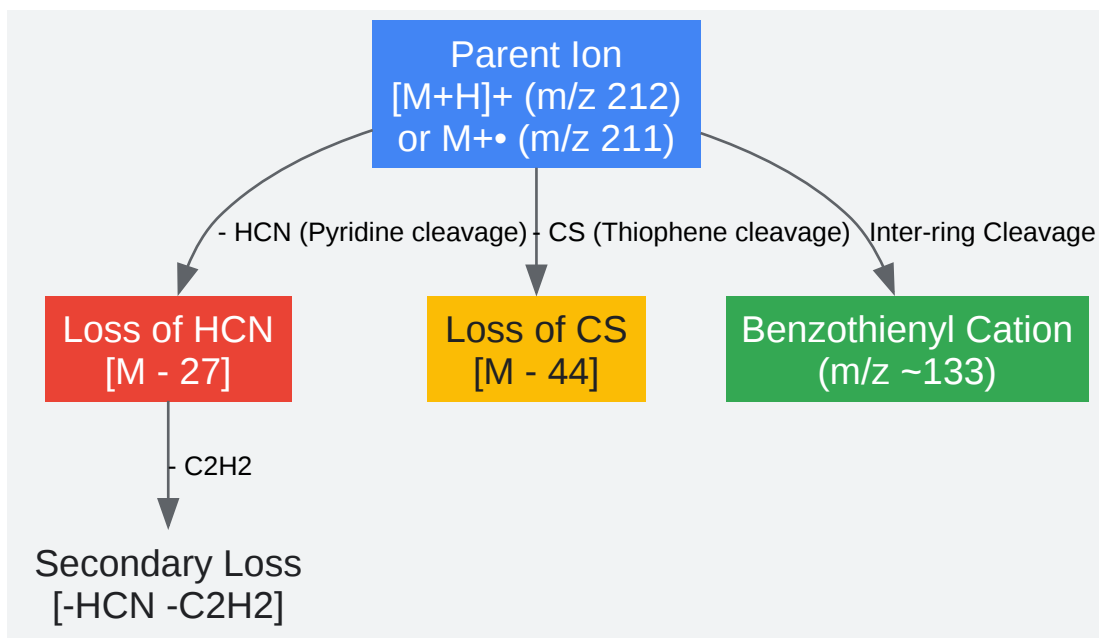 Parent Ion
[M+H]+ (m/z 212)
or M+• (m/z 211)
- HCN (Pyridine cleavage)
- CS (Thiophene cleavage)
Inter-ring Cleavage
Loss of HCN
[M - 27]
Loss of CS
[M - 44]
Benzothienyl Cation
(m/z ~133)
- C2H2
Secondary Loss
[-HCN -C2H2]